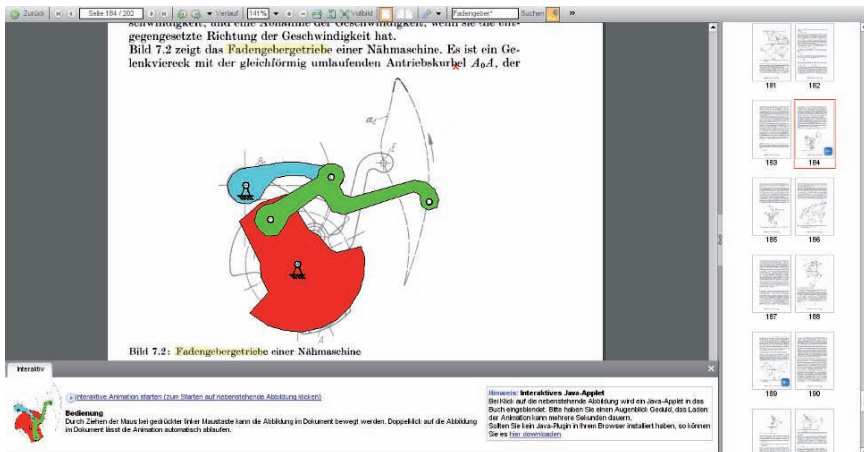 Zurück
Seite 184 / 202
Verlauf
141%
Vollbild
Fadengeber*
Suchen
»
schwindigkeit, und eine Abnahme der Geschwindigkeit, wenn sie die ent-
gegengesetzte Richtung der Geschwindigkeit hat.
Bild 7.2 zeigt das Fadengebergetriebe einer Nähmaschine. Es ist ein Ge-
lenkviereck mit der gleichförmig umlaufenden Antriebskurbel A₀A, der
E
A
Bild 7.2: Fadengebergetriebe einer Nähmaschine
181 182
183 184
185 186
187 188
189 190
Interaktiv
×
Interaktive Animation starten (zum Starten auf nebenstehende Abbildung klicken)
Bedienung
Durch Ziehen der Maus bei gedrückter linker Maustaste kann die Abbildung im Dokument bewegt werden. Doppelklick auf die Abbildung
im Dokument lässt die Animation automatisch ablaufen.
Hinweis: Interaktives Java-Applet
Bei Klick auf die nebenstehende Abbildung wird ein Java-Applet in das
Buch eingeblendet. Bitte haben Sie einen Augenblick Geduld, das Laden
der Animation kann mehrere Sekunden dauern.
Sollten Sie kein Java-Plugin in Ihrem Browser installiert haben, so können
Sie es hier downloaden